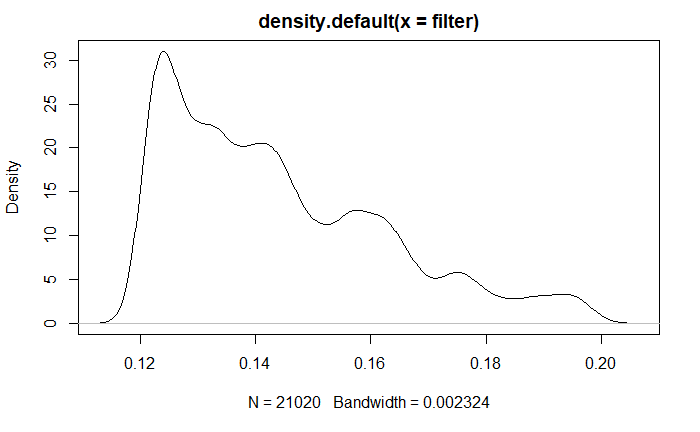 density.default(x = filter)
Density
30
25
20
15
10
5
0
0.12 0.14 0.16 0.18 0.20
N = 21020 Bandwidth = 0.002324